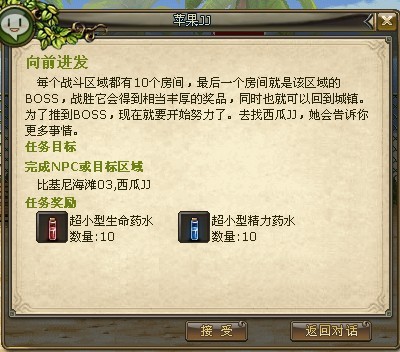 苹果JJ
向前进发
每个战斗区域都有10个房间，最后一个房间就是该区域的
BOSS，战胜它会得到相当丰厚的奖品，同时也就可以回到城镇。
为了推到BOSS，现在就要开始努力了。去找西瓜JJ，她会告诉你
更多事情。
任务目标
完成NPC或目标区域
比基尼海滩03,西瓜JJ
任务奖励
超小型生命药水
数量:10
超小型精力药水
数量:10
接受
返回对话